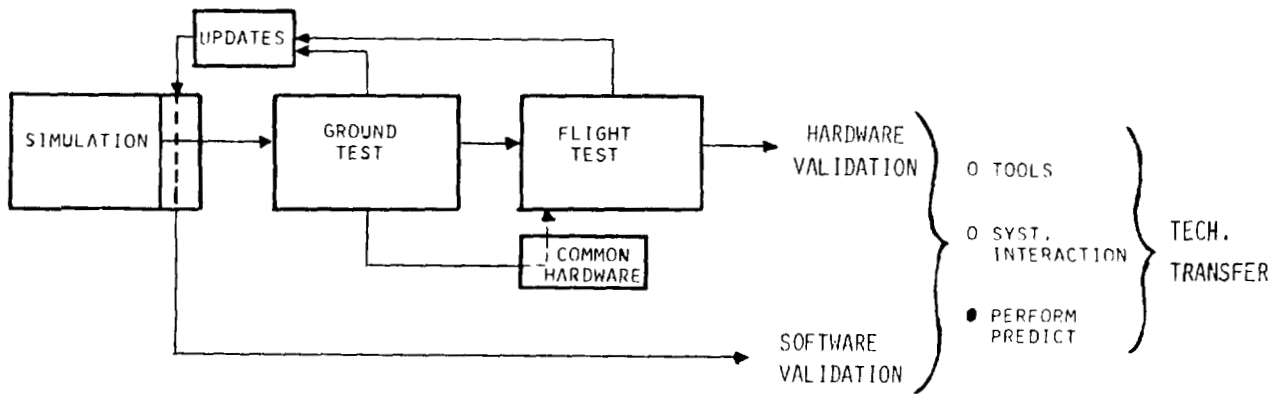 UPDATES
SIMULATION
GROUND
TEST
FLIGHT
TEST
COMMON
HARDWARE
HARDWARE
VALIDATION
SOFTWARE
VALIDATION
O TOOLS
O SYST.
INTERACTION
● PERFORM
PREDICT
TECH.
TRANSFER